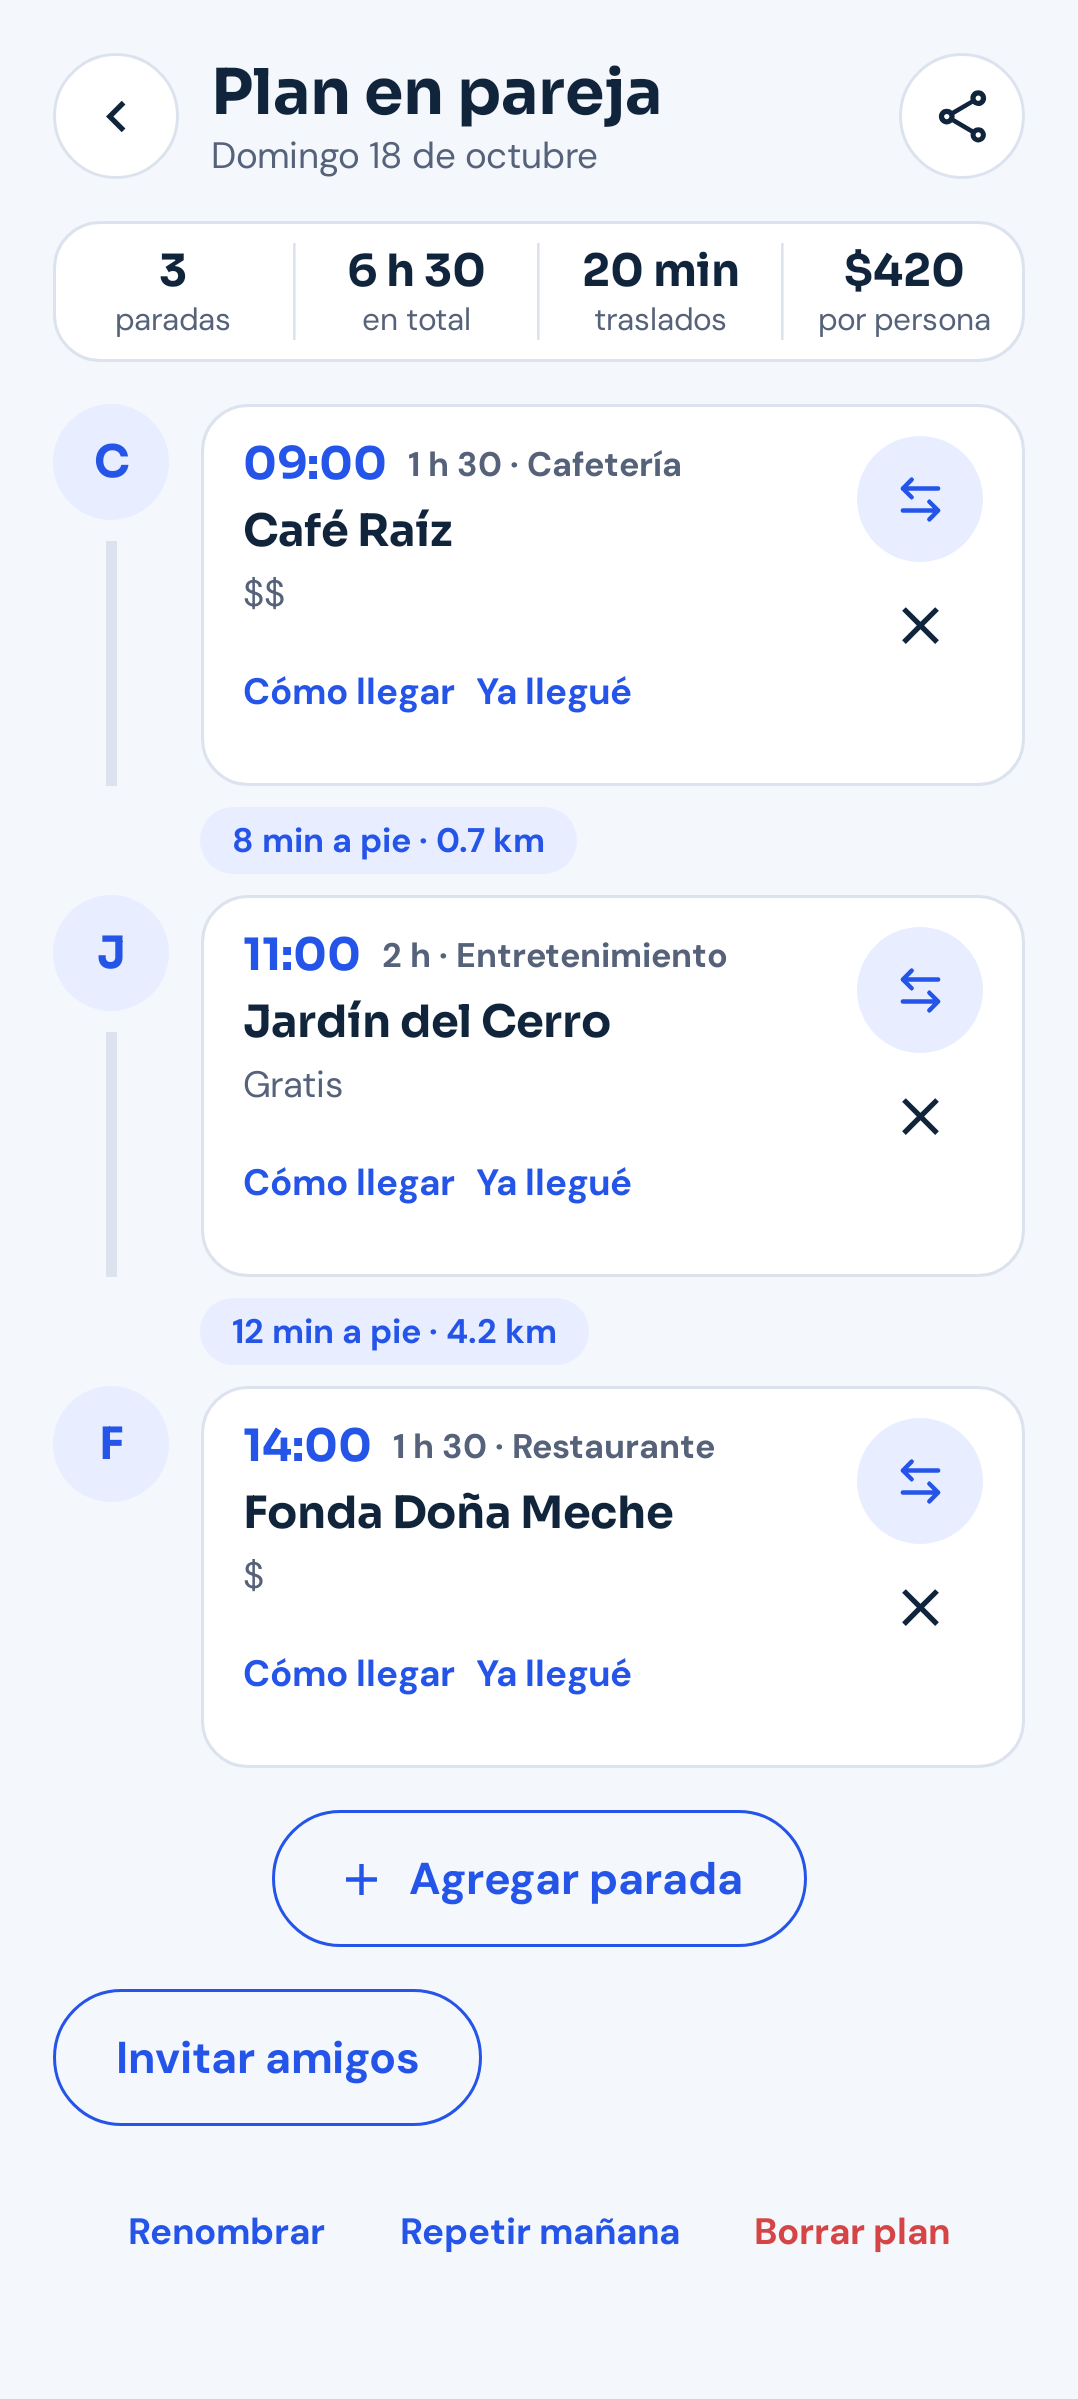 Plan en pareja
Domingo 18 de octubre
3
paradas
6 h 30
en total
20 min
traslados
$420
por persona
C
09:00 1 h 30 · Cafetería
Café Raíz
$$
Cómo llegar Ya llegué
8 min a pie · 0.7 km
J
11:00 2 h · Entretenimiento
Jardín del Cerro
Gratis
Cómo llegar Ya llegué
12 min a pie · 4.2 km
F
14:00 1 h 30 · Restaurante
Fonda Doña Meche
$
Cómo llegar Ya llegué
+ Agregar parada
Invitar amigos
Renombrar Repetir mañana Borrar plan